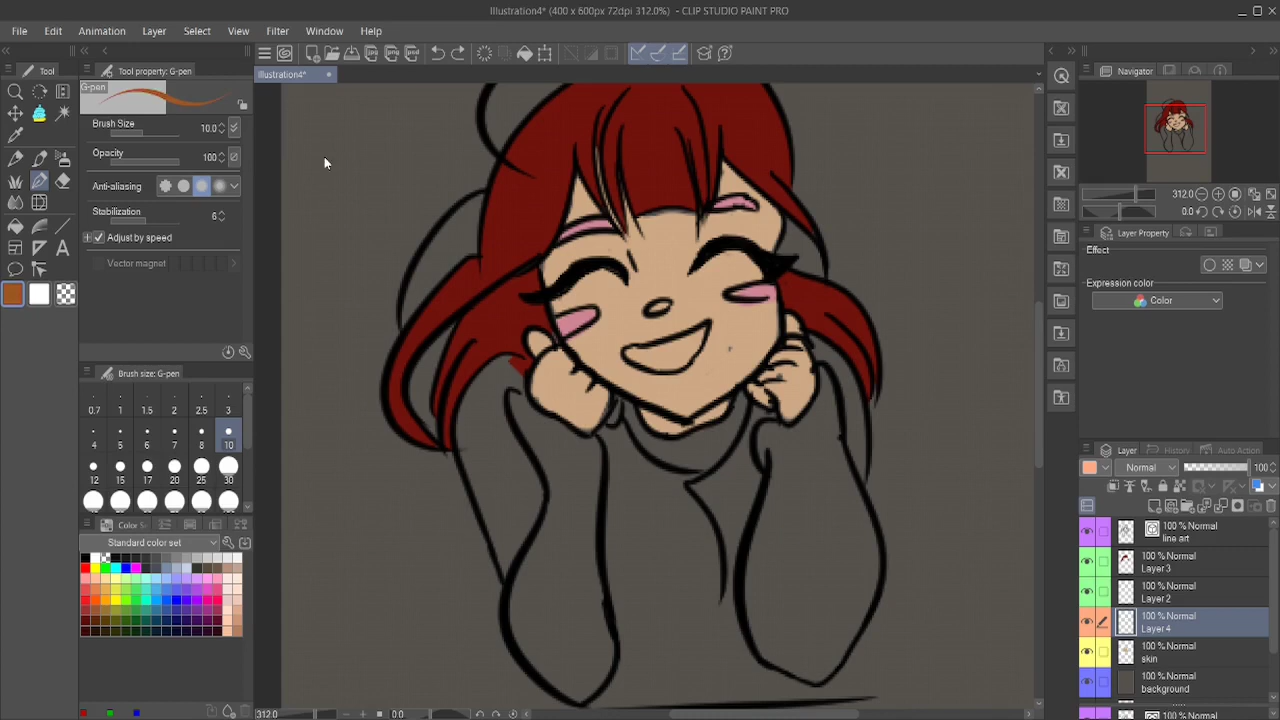 Illustration4* (400 x 600px 72dpi 312.0%) - CLIP STUDIO PAINT PRO
File Edit Animation Layer Select View Filter Window Help
Tool
Tool property: G-pen
Illustration4*
Navigator
G-pen
Brush Size 10.0
Opacity 100
Anti-aliasing
Stabilization 6
Adjust by speed
Vector magnet
312.0
0.0
Layer Property
Effect
Expression color
Color
Brush size: G-pen
0.7 1 1.5 2 2.5 3
4 5 6 7 8 10
12 15 17 20 25 30
Color S
Standard color set
Layer History Auto Action
Normal 100
100 % Normal
line art
100 % Normal
Layer 3
100 % Normal
Layer 2
100 % Normal
Layer 4
100 % Normal
skin
100 % Normal
background
312.0 0.0